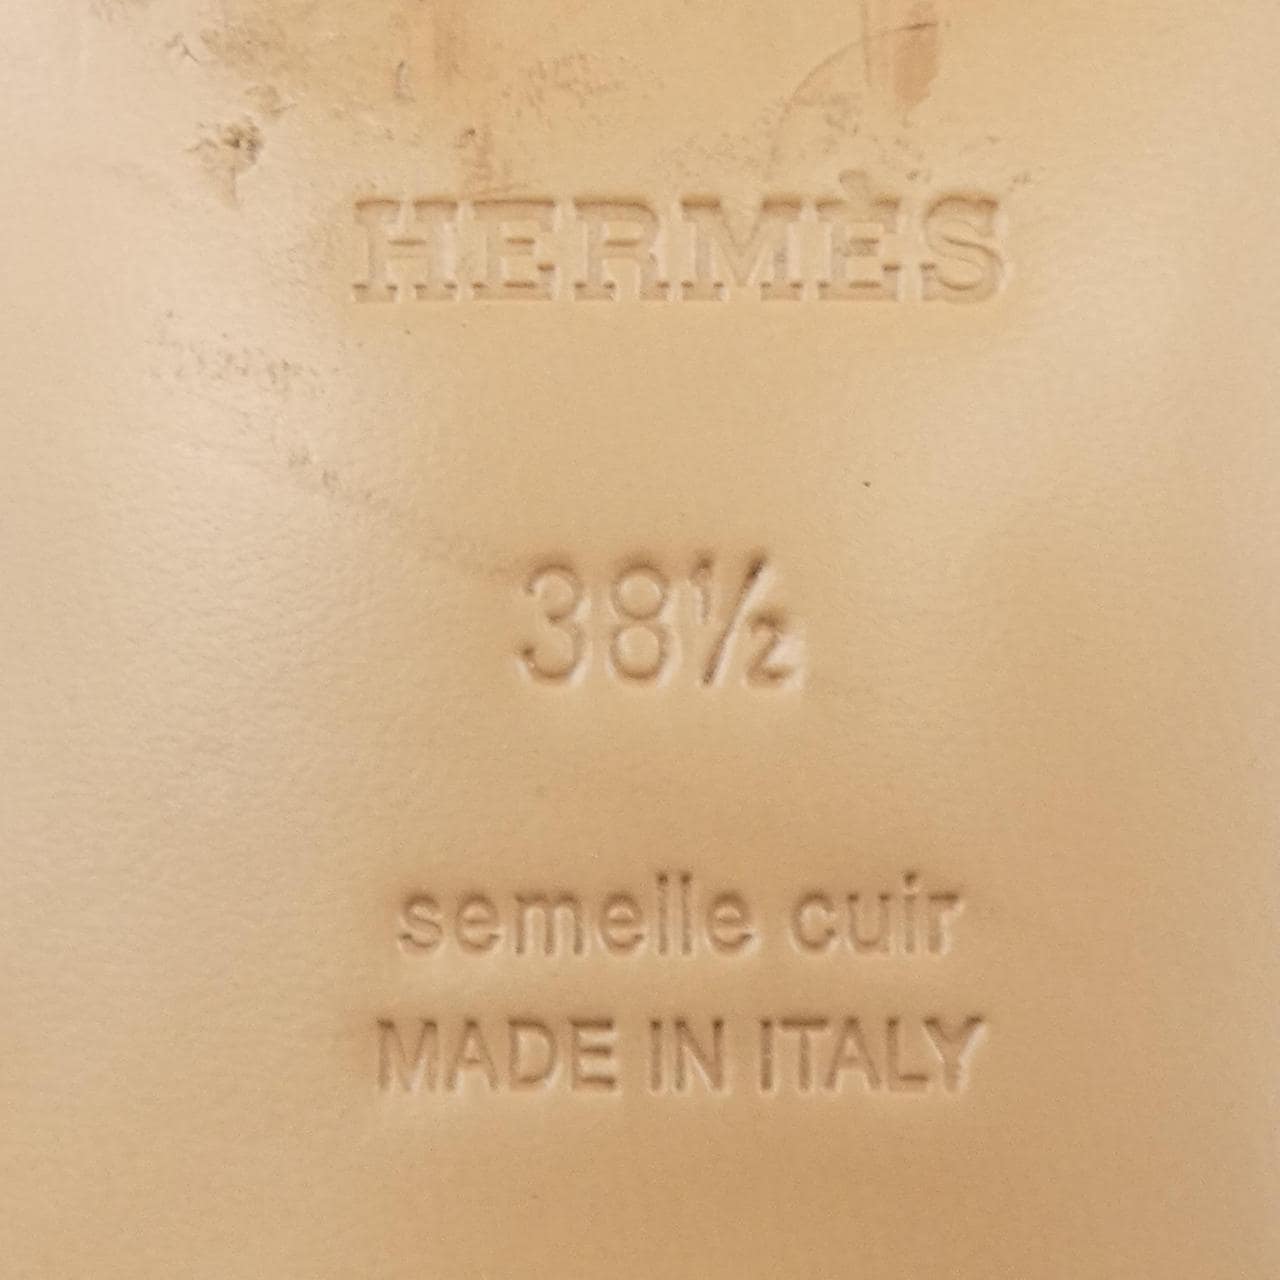 HERMÈS
38½
semelle cuir
MADE IN ITALY